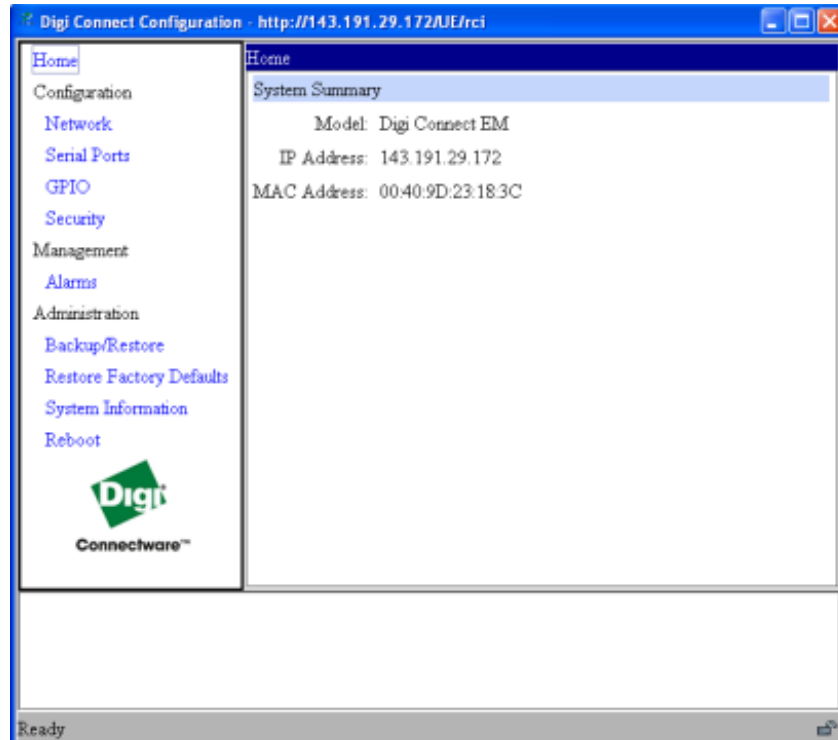 Digi Connect Configuration - http://143.191.29.172/UE/rci
Home
Configuration
Network
Serial Ports
GPIO
Security
Management
Alarms
Administration
Backup/Restore
Restore Factory Defaults
System Information
Reboot
Digi
Connectware™
Home
System Summary
Model: Digi Connect EM
IP Address: 143.191.29.172
MAC Address: 00:40:9D:23:18:3C
Ready